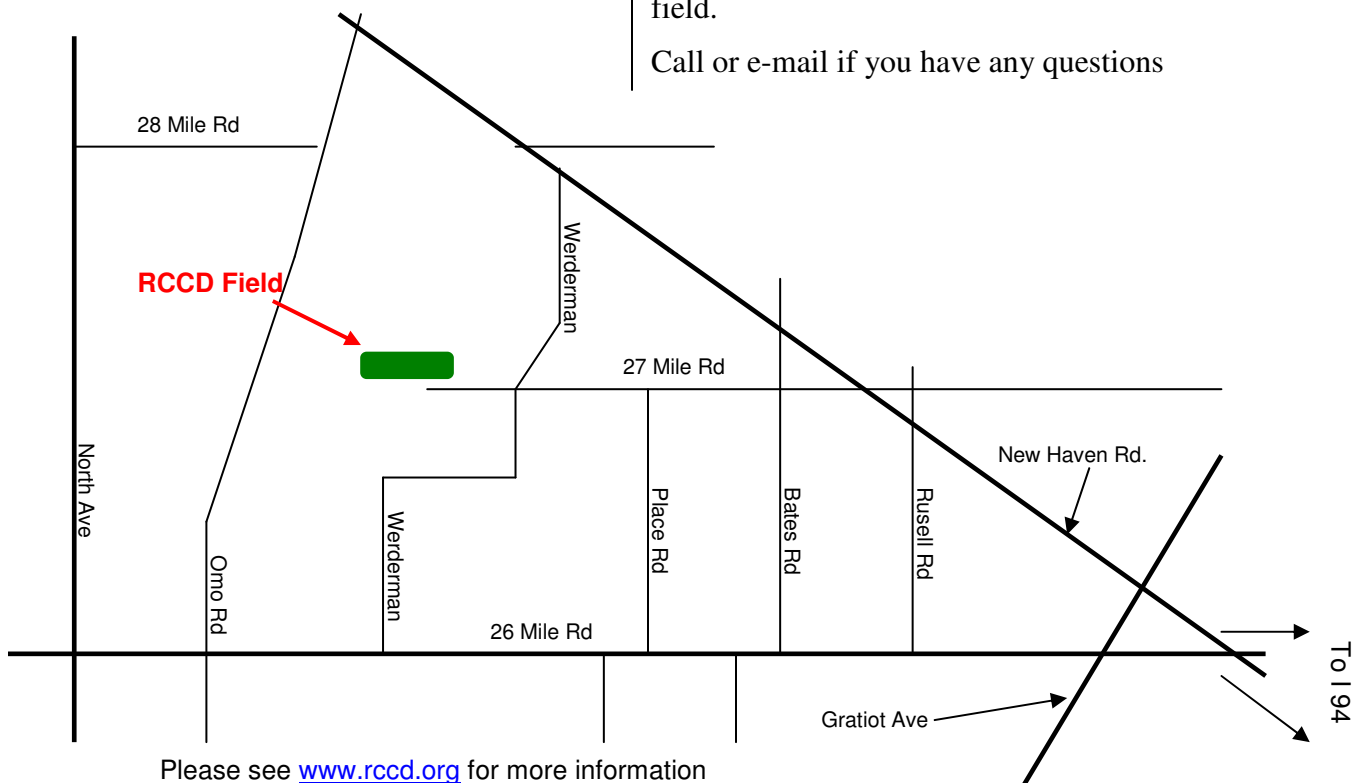 field.
Call or e-mail if you have any questions
28 Mile Rd
Werderman
RCCD Field
27 Mile Rd
North Ave
New Haven Rd.
Omo Rd
Werderman
Place Rd
Bates Rd
Rusell Rd
26 Mile Rd
To I 94
Gratiot Ave
Please see www.rccd.org for more information